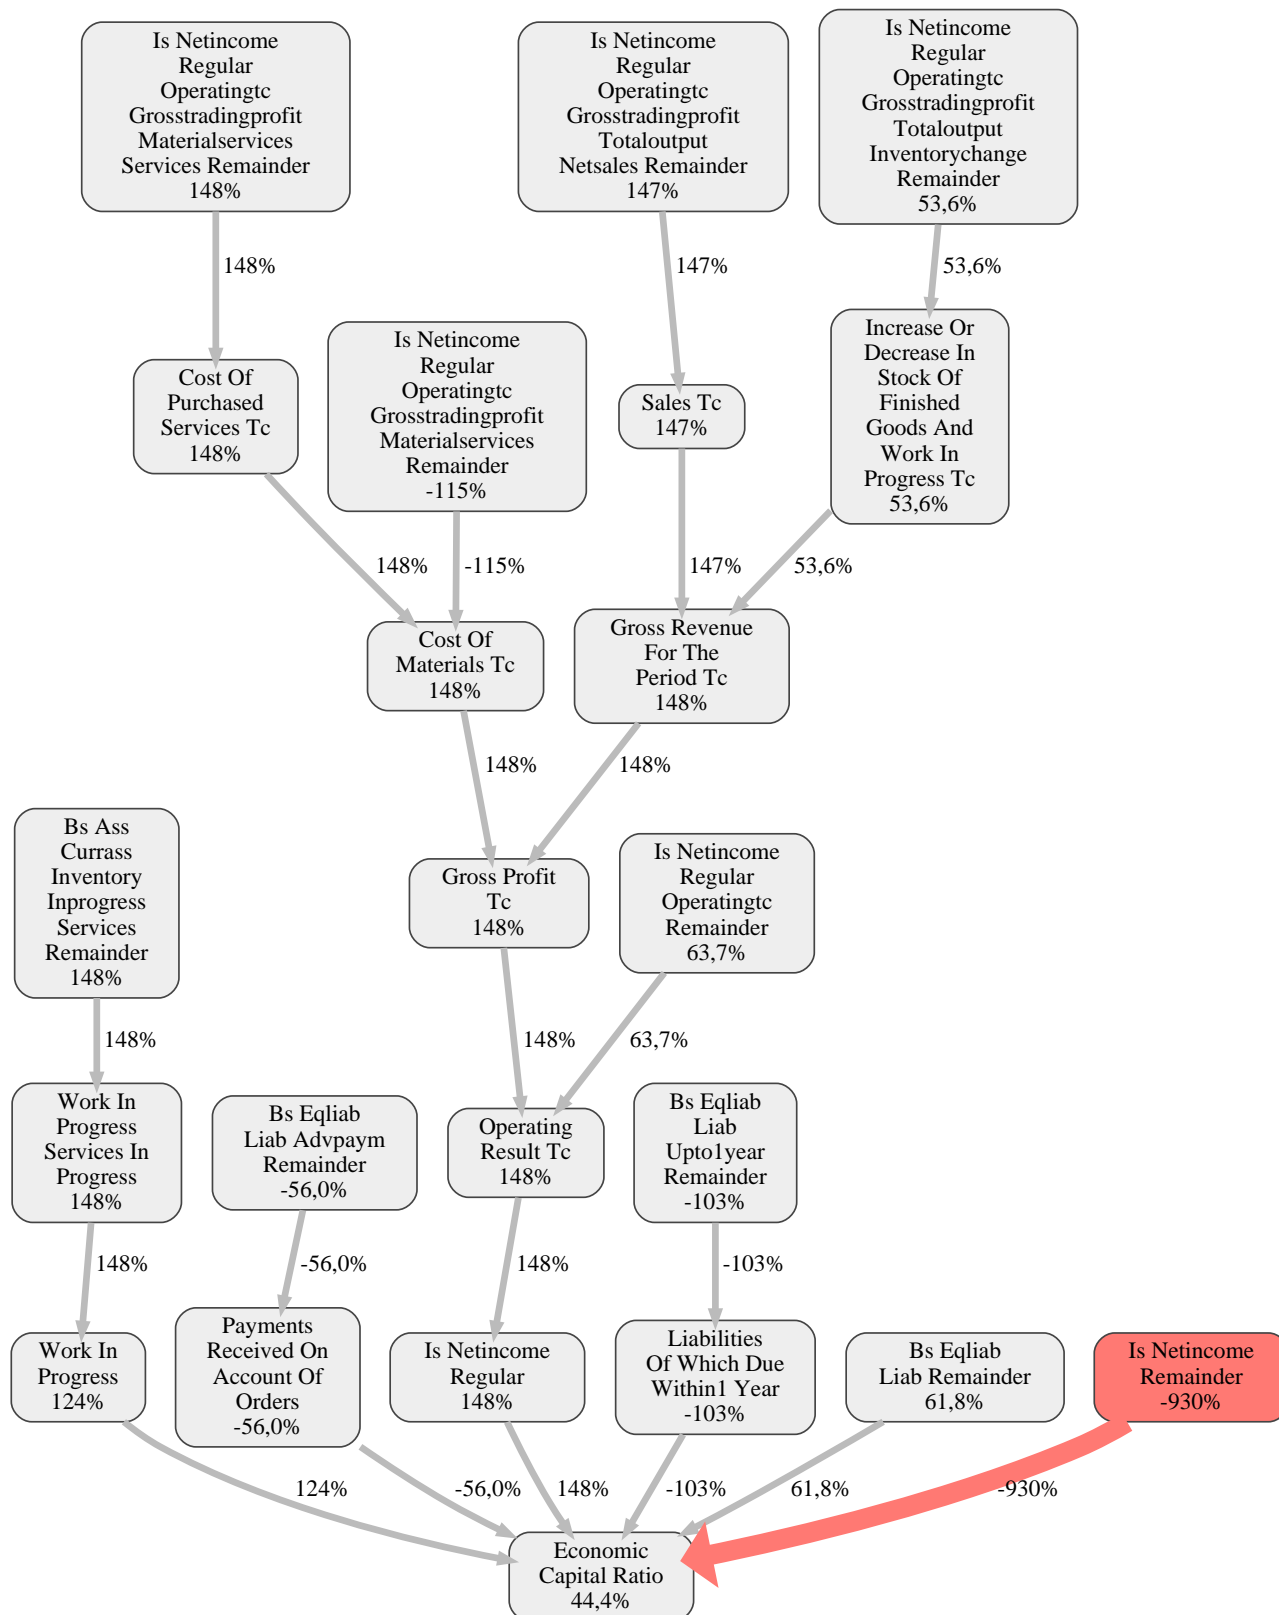 Is Netincome
Regular
Operatingtc
Grosstradingprofit
Materialservices
Services Remainder
148%
Is Netincome
Regular
Operatingtc
Grosstradingprofit
Totaloutput
Netsales Remainder
147%
Is Netincome
Regular
Operatingtc
Grosstradingprofit
Totaloutput
Inventorychange
Remainder
53,6%
148%
147%
53,6%
Cost Of
Purchased
Services Tc
148%
Is Netincome
Regular
Operatingtc
Grosstradingprofit
Materialservices
Remainder
-115%
Sales Tc
147%
Increase Or
Decrease In
Stock Of
Finished
Goods And
Work In
Progress Tc
53,6%
148%
-115%
147%
53,6%
Cost Of
Materials Tc
148%
Gross Revenue
For The
Period Tc
148%
148%
148%
Bs Ass
Currass
Inventory
Inprogress
Services
Remainder
148%
Gross Profit
Tc
148%
Is Netincome
Regular
Operatingtc
Remainder
63,7%
148%
148%
63,7%
Work In
Progress
Services In
Progress
148%
Bs Eqliab
Liab Advpaym
Remainder
-56,0%
Operating
Result Tc
148%
Bs Eqliab
Liab
Upto1year
Remainder
-103%
148%
-56,0%
148%
-103%
Work In
Progress
124%
Payments
Received On
Account Of
Orders
-56,0%
Is Netincome
Regular
148%
Liabilities
Of Which Due
Within1 Year
-103%
Bs Eqliab
Liab Remainder
61,8%
Is Netincome
Remainder
-930%
124%
-56,0%
148%
-103%
61,8%
-930%
Economic
Capital Ratio
44,4%